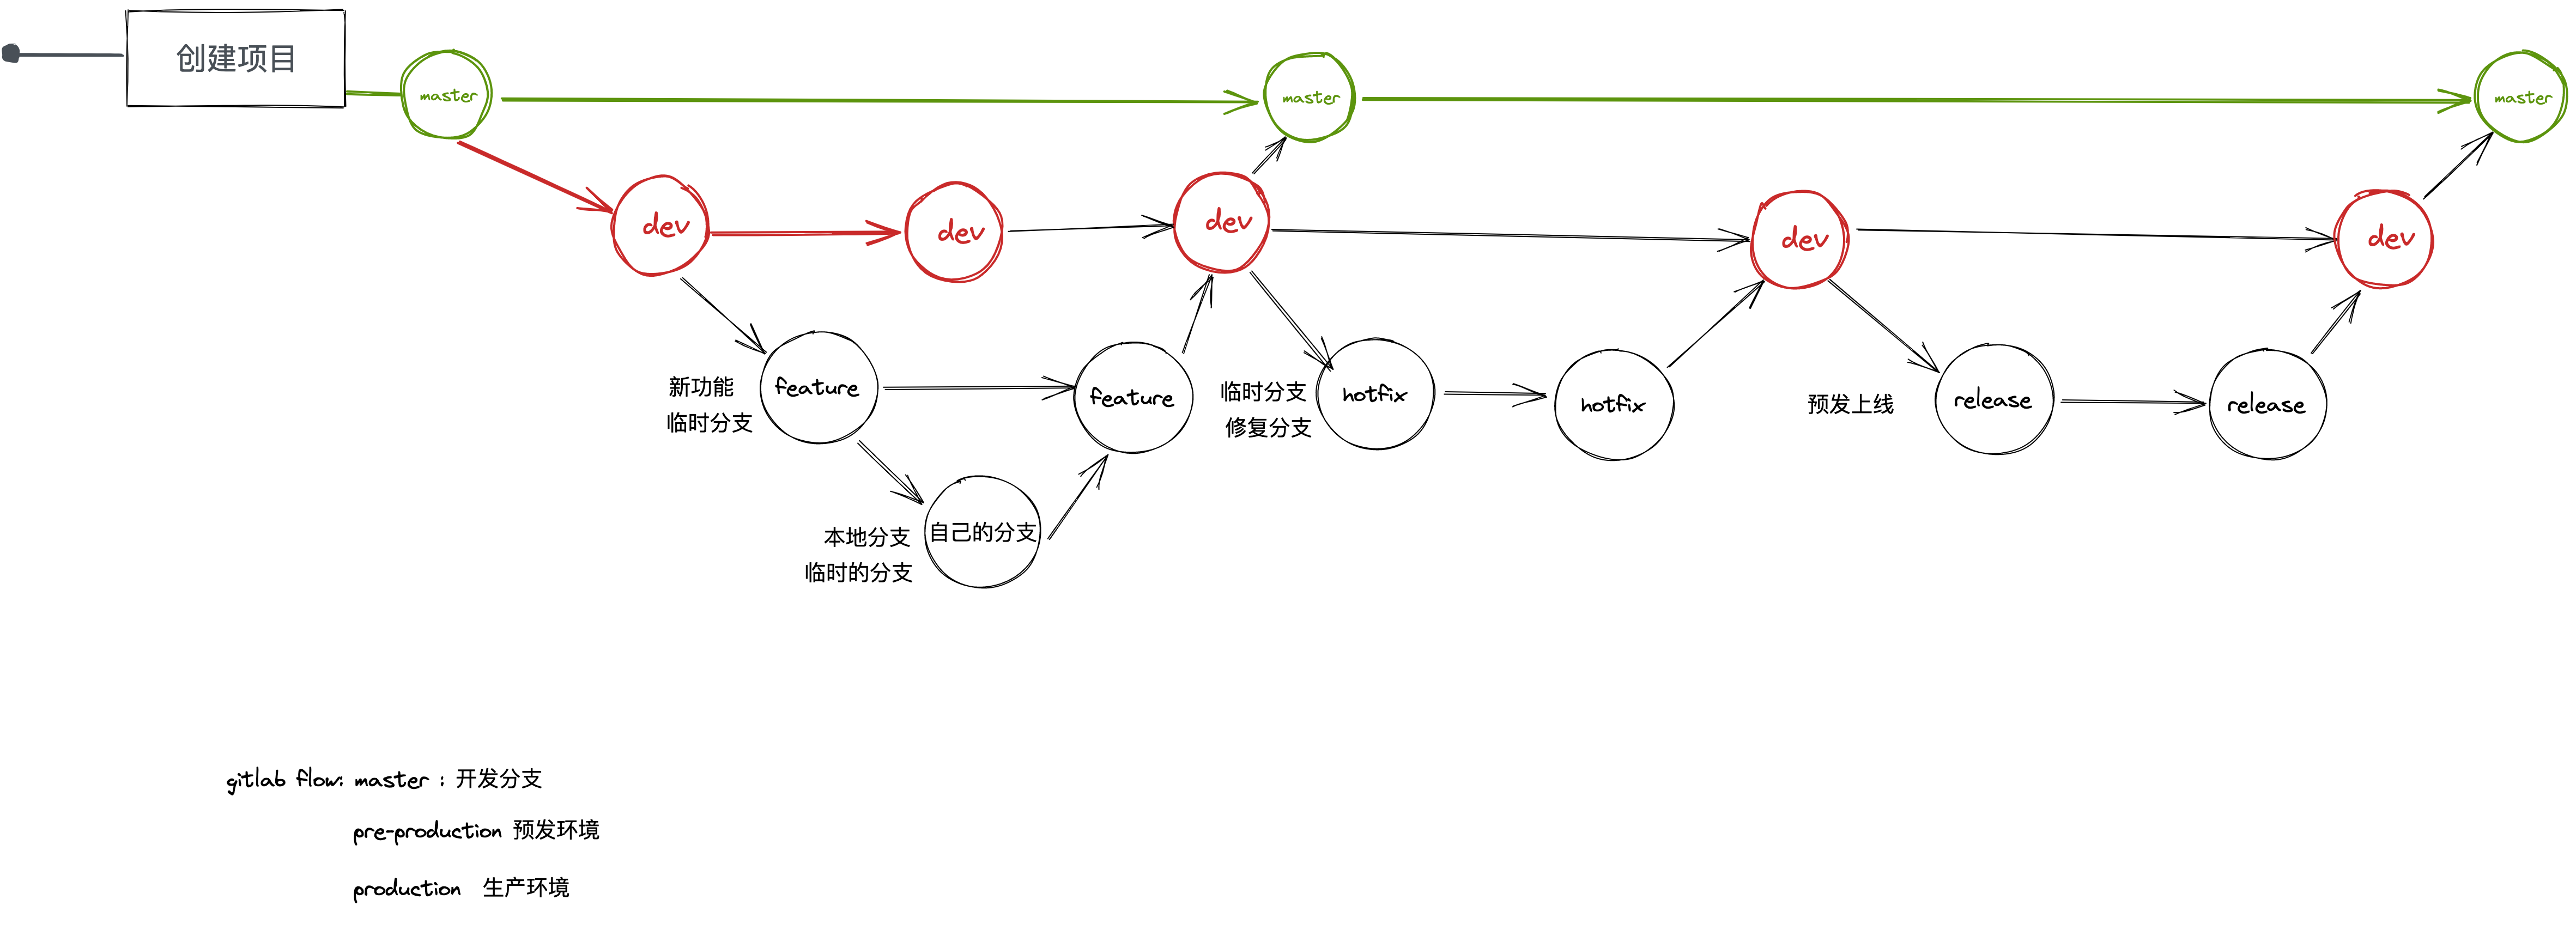 创建项目
master
master
master
dev
dev
dev
dev
dev
新功能
临时分支
feature
feature
临时分支
修复分支
hotfix
hotfix
预发上线
release
release
本地分支
临时的分支
自己的分支
gitlab flow: master : 开发分支
pre-production 预发环境
production 生产环境